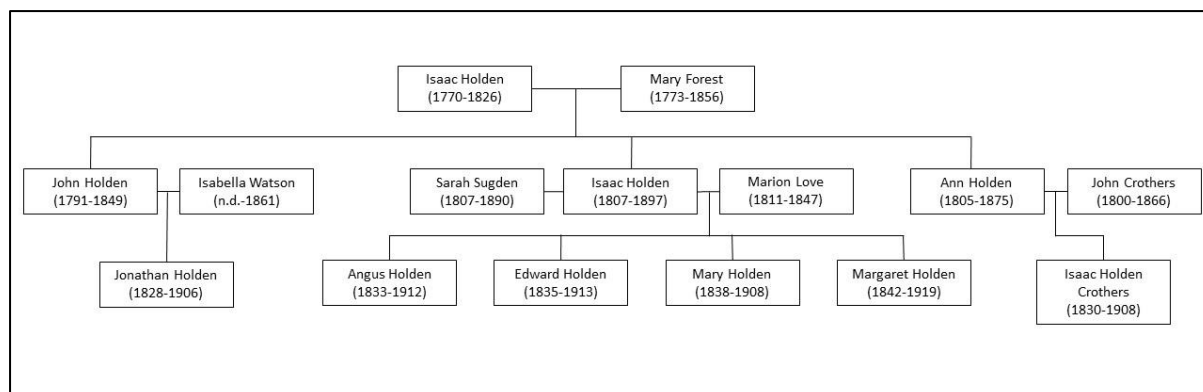 Isaac Holden
(1770-1826)
Mary Forest
(1773-1856)
John Holden
(1791-1849)
Isabella Watson
(n.d.-1861)
Sarah Sugden
(1807-1890)
Isaac Holden
(1807-1897)
Marion Love
(1811-1847)
Ann Holden
(1805-1875)
John Crothers
(1800-1866)
Jonathan Holden
(1828-1906)
Angus Holden
(1833-1912)
Edward Holden
(1835-1913)
Mary Holden
(1838-1908)
Margaret Holden
(1842-1919)
Isaac Holden
Crothers
(1830-1908)